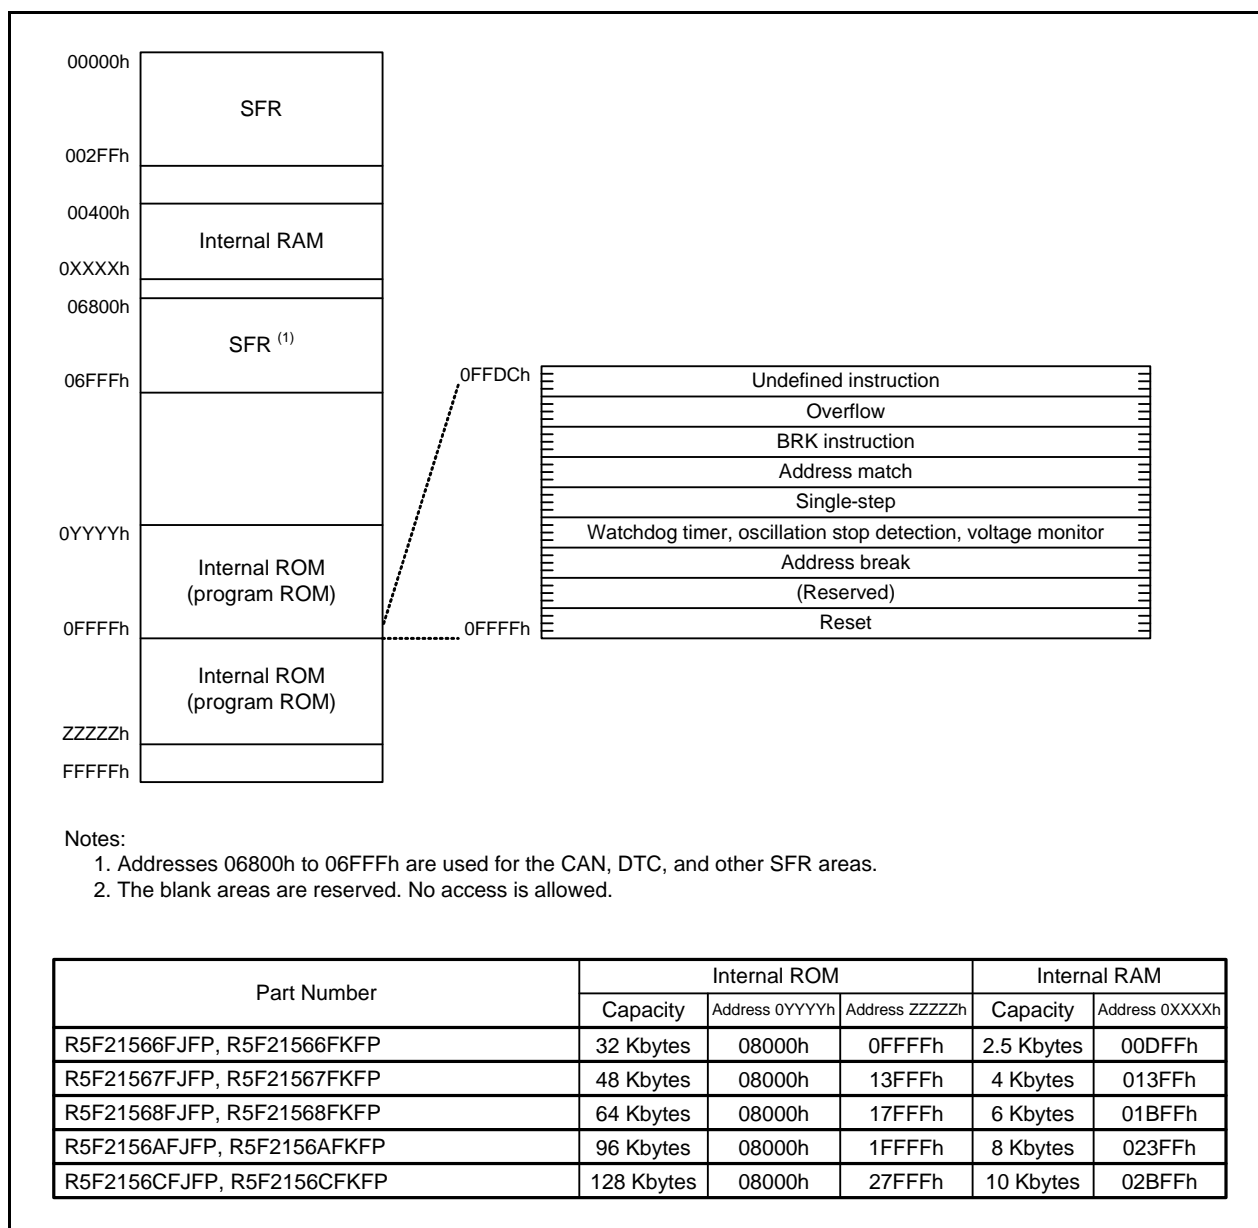 00000h
SFR
002FFh
00400h
Internal RAM
0XXXXh
06800h
SFR (1)
06FFFh
0FFDCh
Undefined instruction
Overflow
BRK instruction
Address match
Single-step
Watchdog timer, oscillation stop detection, voltage monitor
Address break
(Reserved)
0FFFFh
Reset
0YYYYh
Internal ROM
(program ROM)
0FFFFh
Internal ROM
(program ROM)
ZZZZZh
FFFFFh
Notes:
1. Addresses 06800h to 06FFFh are used for the CAN, DTC, and other SFR areas.
2. The blank areas are reserved. No access is allowed.
Part Number Internal ROM Internal RAM
Capacity Address 0YYYYh Address ZZZZZh Capacity Address 0XXXXh
R5F21566FJFP, R5F21566FKFP 32 Kbytes 08000h 0FFFFh 2.5 Kbytes 00DFFh
R5F21567FJFP, R5F21567FKFP 48 Kbytes 08000h 13FFFh 4 Kbytes 013FFh
R5F21568FJFP, R5F21568FKFP 64 Kbytes 08000h 17FFFh 6 Kbytes 01BFFh
R5F2156AFJFP, R5F2156AFKFP 96 Kbytes 08000h 1FFFFh 8 Kbytes 023FFh
R5F2156CFJFP, R5F2156CFKFP 128 Kbytes 08000h 27FFFh 10 Kbytes 02BFFh